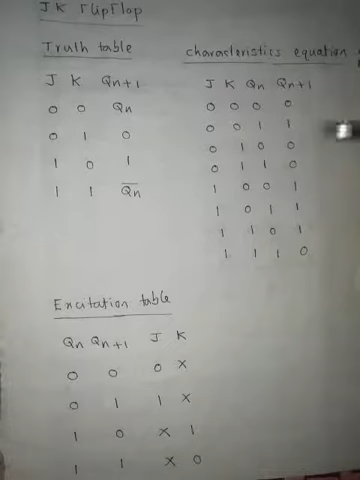 JK FlipFlop
Truth table
J K Qn+1
0 0 Qn
0 1 0
1 0 1
1 1 Q̅n
characteristics equation
J K Qn Qn+1
0 0 0 0
0 0 1 1
0 1 0 0
0 1 1 0
1 0 0 1
1 0 1 1
1 1 0 1
1 1 1 0
Excitation table
Qn Qn+1 J K
0 0 0 X
0 1 1 X
1 0 X 1
1 1 X 0